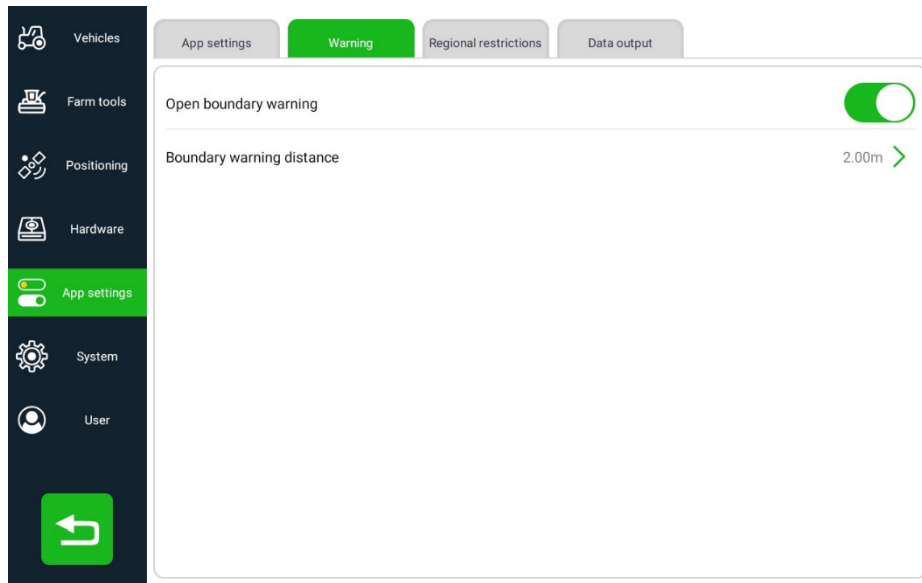 Vehicles
Farm tools
Positioning
Hardware
App settings
System
User
App settings
Warning
Regional restrictions
Data output
Open boundary warning
Boundary warning distance
2.00m